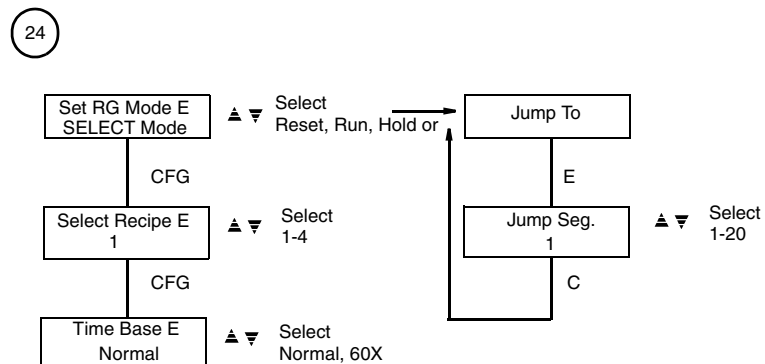 24
Set RG Mode E
SELECT Mode
Select
Reset, Run, Hold or
Jump To
CFG
E
Select Recipe E
1
Select
1-4
Jump Seg.
1
Select
1-20
CFG
C
Time Base E
Normal
Select
Normal, 60X